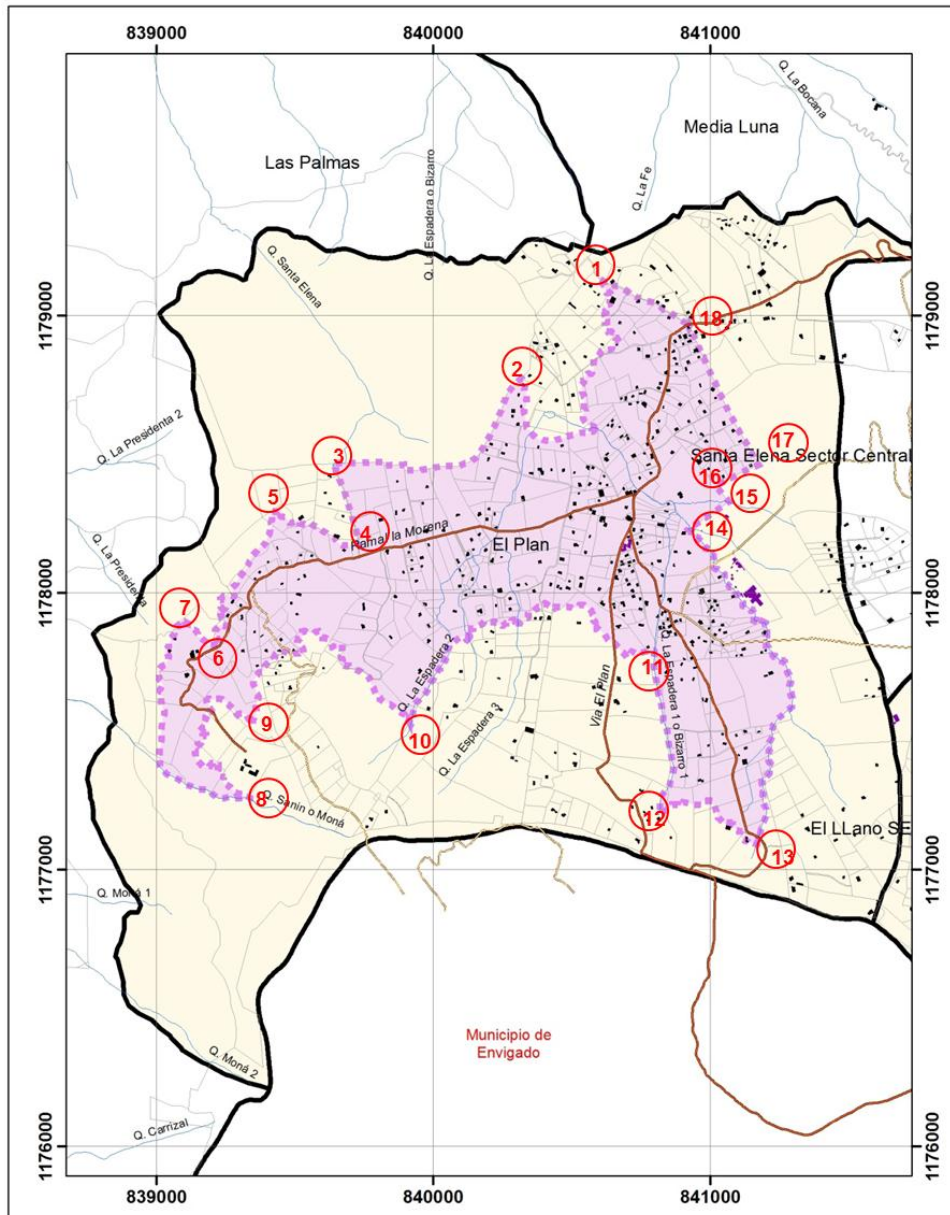 839000
840000
841000
Q. La Bocana
Media Luna
Las Palmas
Q. La Fe
Q. La Espadera o Bizarro
Q. Santa Elena
1
1179000
18
1179000
2
Q. La Presidenta 2
17
3
Santa Elena Sector Central
16
5
15
4
14
Ramal la Morena
El Plan
Q. La Presidenta
1178000
1178000
7
6
Q. La Espadera 2
11
Q. La Espadera 1 o Bizarro 1
Vía El Plan
9
10
Q. La Espadera 3
8
Q. Sanin o Moná
12
El LLano SE
13
1177000
1177000
Q. Moná 1
Municipio de
Envigado
Q. Moná 2
Q. Carrizal
1176000
1176000
839000
840000
841000